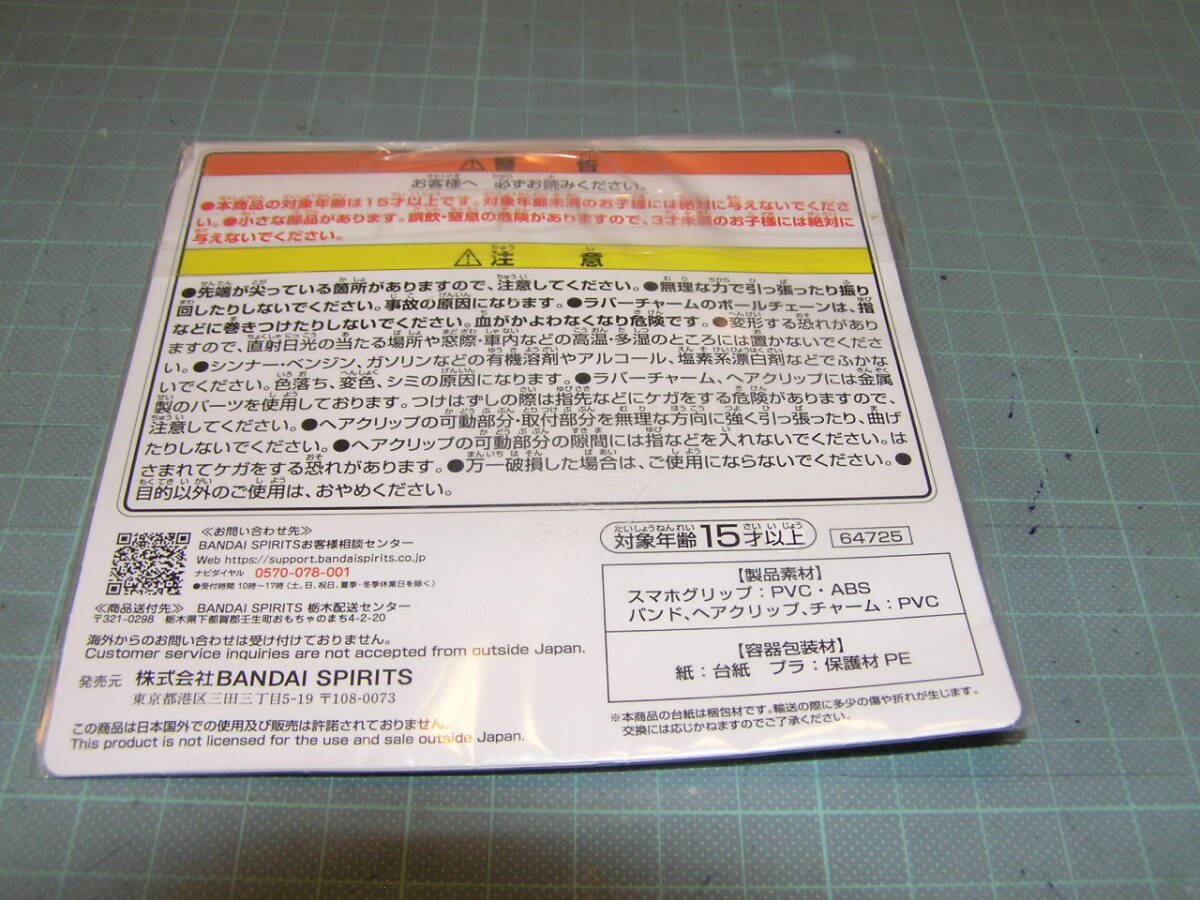 ⚠警　告
お客様へ　必ずお読みください。
●本商品の対象年齢は15才以上です。対象年齢未満のお子様には絶対に与えないでくださ
い。●小さな部品があります。誤飲・窒息の危険がありますので、3才未満のお子様には絶対に
与えないでください。
⚠注　意
●先端が尖っている箇所がありますので、注意してください。●無理な力で引っ張ったり振り
回したりしないでください。事故の原因になります。●ラバーチャームのボールチェーンは、指
などに巻きつけたりしないでください。血がかよわなくなり危険です。●変形する恐れがあり
ますので、直射日光の当たる場所や窓際・車内などの高温・多湿のところには置かないでくださ
い。●シンナー・ベンジン、ガソリンなどの有機溶剤やアルコール、塩素系漂白剤などでふかな
いでください。色落ち、変色、シミの原因になります。●ラバーチャーム、ヘアクリップには金属
製のパーツを使用しております。つけはずしの際は指先などにケガをする危険がありますので、
注意してください。●ヘアクリップの可動部分・取付部分を無理な方向に強く引っ張ったり、曲げ
たりしないでください。●ヘアクリップの可動部分の隙間には指などを入れないでください。は
さまれてケガをする恐れがあります。●万一破損した場合は、ご使用にならないでください。●
目的以外のご使用は、おやめください。
≪お問い合わせ先≫
BANDAI SPIRITSお客様相談センター
Web https://support.bandaispirits.co.jp
ナビダイヤル 0570-078-001
●受付時間 10時〜17時（土、日、祝日、夏季・冬季休業日を除く）
≪商品送付先≫ BANDAI SPIRITS 栃木配送センター
〒321-0298 栃木県下都賀郡壬生町おもちゃのまち4-2-20
海外からのお問い合わせは受け付けておりません。
Customer service inquiries are not accepted from outside Japan.
発売元 株式会社BANDAI SPIRITS
東京都港区三田三丁目5-19 〒108-0073
この商品は日本国外での使用及び販売は許諾されておりません。
This product is not licensed for the use and sale outside Japan.
対象年齢15才以上
64725
【製品素材】
スマホグリップ：PVC・ABS
バンド、ヘアクリップ、チャーム：PVC
【容器包装材】
紙：台紙　プラ：保護材 PE
※本商品の台紙は梱包材です。輸送の際に多少の傷や折れが生じます。
交換には応じかねますのでご了承ください。